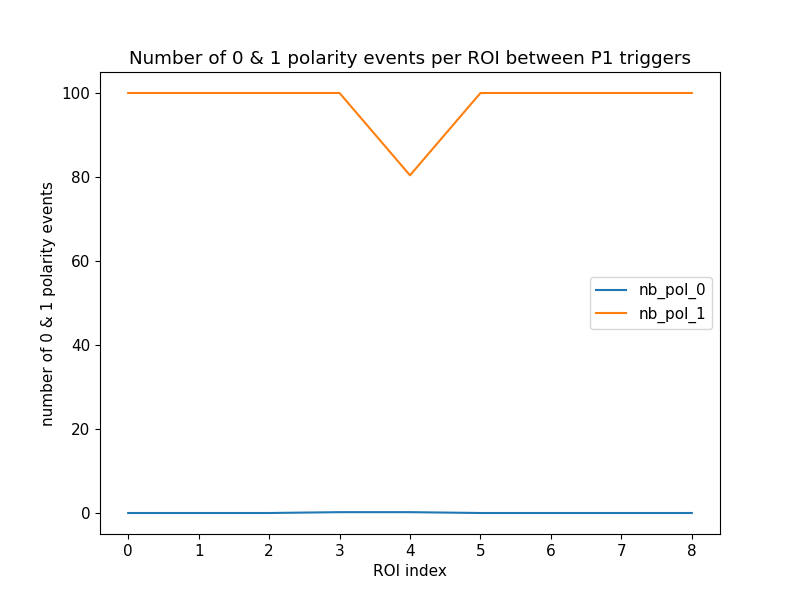 Number of 0 & 1 polarity events per ROI between P1 triggers
100
80
60
40
20
0
number of 0 & 1 polarity events
nb_pol_0
nb_pol_1
0 1 2 3 4 5 6 7 8
ROI index